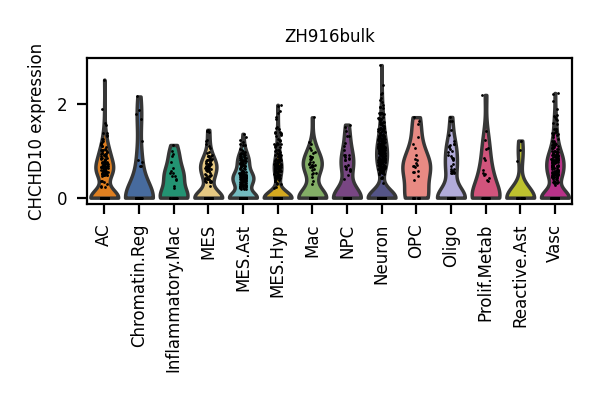 ZH916bulk
CHCHD10 expression
2
0
AC
Chromatin.Reg
Inflammatory.Mac
MES
MES.Ast
MES.Hyp
Mac
NPC
Neuron
OPC
Oligo
Prolif.Metab
Reactive.Ast
Vasc